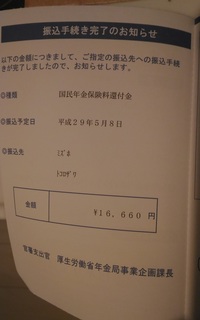 振込手続き完了のお知らせ
以下の金額につきまして、ご指定の振込先への振込手続
きが完了しましたので、お知らせします。
◎種類 国民年金保険料還付金
◎振込予定日 平成29年5月8日
◎振込先
金額 ¥16,660 円
官署支出官 厚生労働省年金局事業企画課長